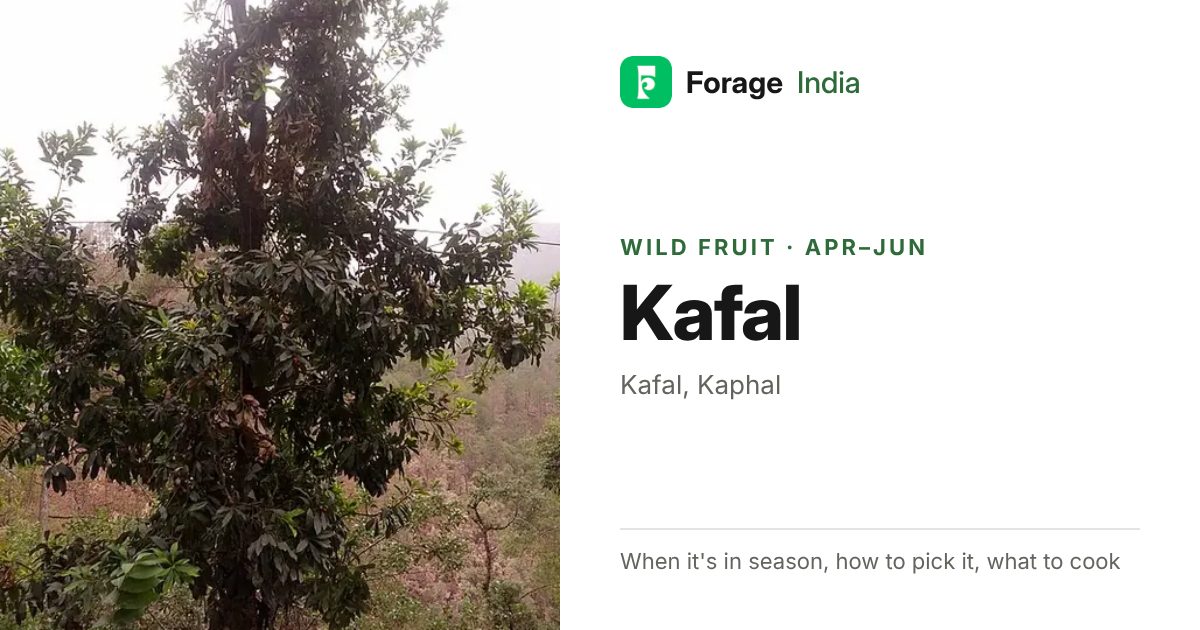 Forage India
WILD FRUIT · APR–JUN
Kafal
Kafal, Kaphal
When it's in season, how to pick it, what to cook